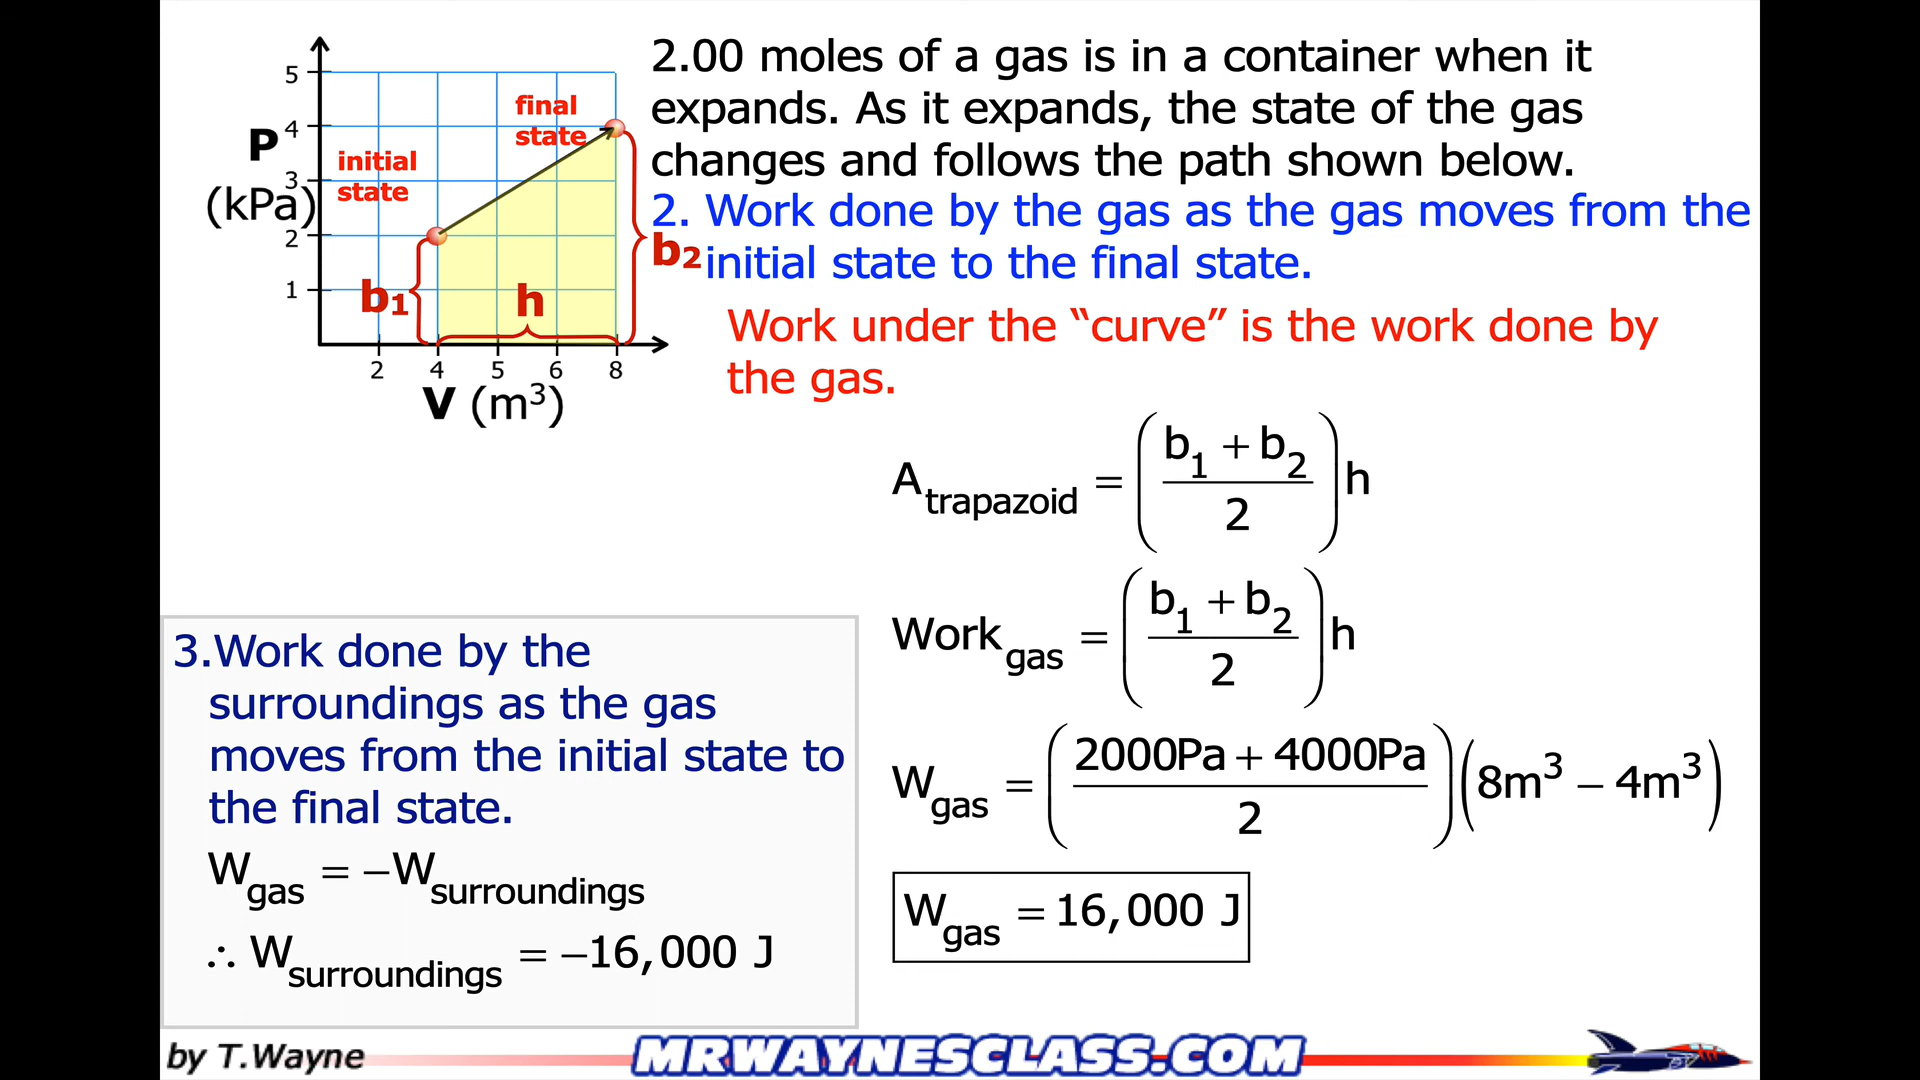 2.00 moles of a gas is in a container when it
expands. As it expands, the state of the gas
changes and follows the path shown below.
2. Work done by the gas as the gas moves from the
initial state to the final state.
Work under the “curve” is the work done by
the gas.
P
(kPa)
5
4
3
2
1
initial
state
final
state
b₁
b₂
h
2 4 5 6 8
V (m³)
A_trapazoid = ((b₁ + b₂)/2)h
Work_gas = ((b₁ + b₂)/2)h
W_gas = ((2000Pa + 4000Pa)/2)(8m³ – 4m³)
W_gas = 16,000 J
3.Work done by the
surroundings as the gas
moves from the initial state to
the final state.
W_gas = –W_surroundings
∴ W_surroundings = –16,000 J
by T.Wayne
MRWAYNESCLASS.COM